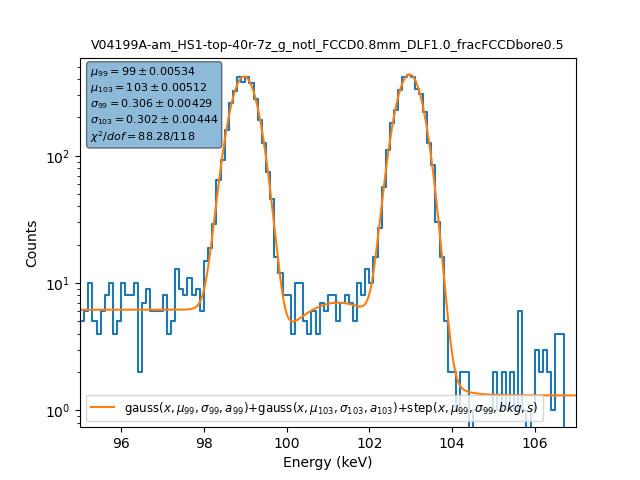 V04199A-am_HS1-top-40r-7z_g_notl_FCCD0.8mm_DLF1.0_fracFCCDbore0.5
μ₉₉ = 99 ± 0.00534
μ₁₀₃ = 103 ± 0.00512
σ₉₉ = 0.306 ± 0.00429
σ₁₀₃ = 0.302 ± 0.00444
χ²/dof = 88.28/118
10²
10¹
10⁰
Counts
gauss(x, μ₉₉, σ₉₉, a₉₉)+gauss(x, μ₁₀₃, σ₁₀₃, a₁₀₃)+step(x, μ₉₉, σ₉₉, bkg, s)
96 98 100 102 104 106
Energy (keV)